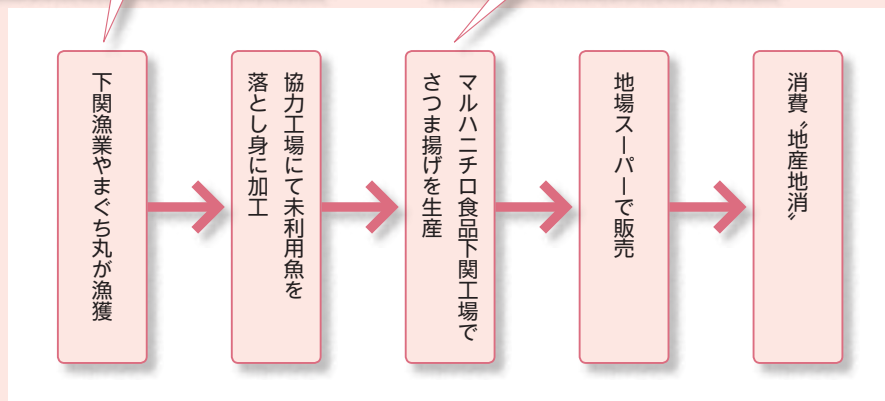 下関漁業やまぐち丸が漁獲
協力工場にて未利用魚を
落とし身に加工
マルハニチロ食品下関工場で
さつま揚げを生産
地場スーパーで販売
消費〝地産地消〟